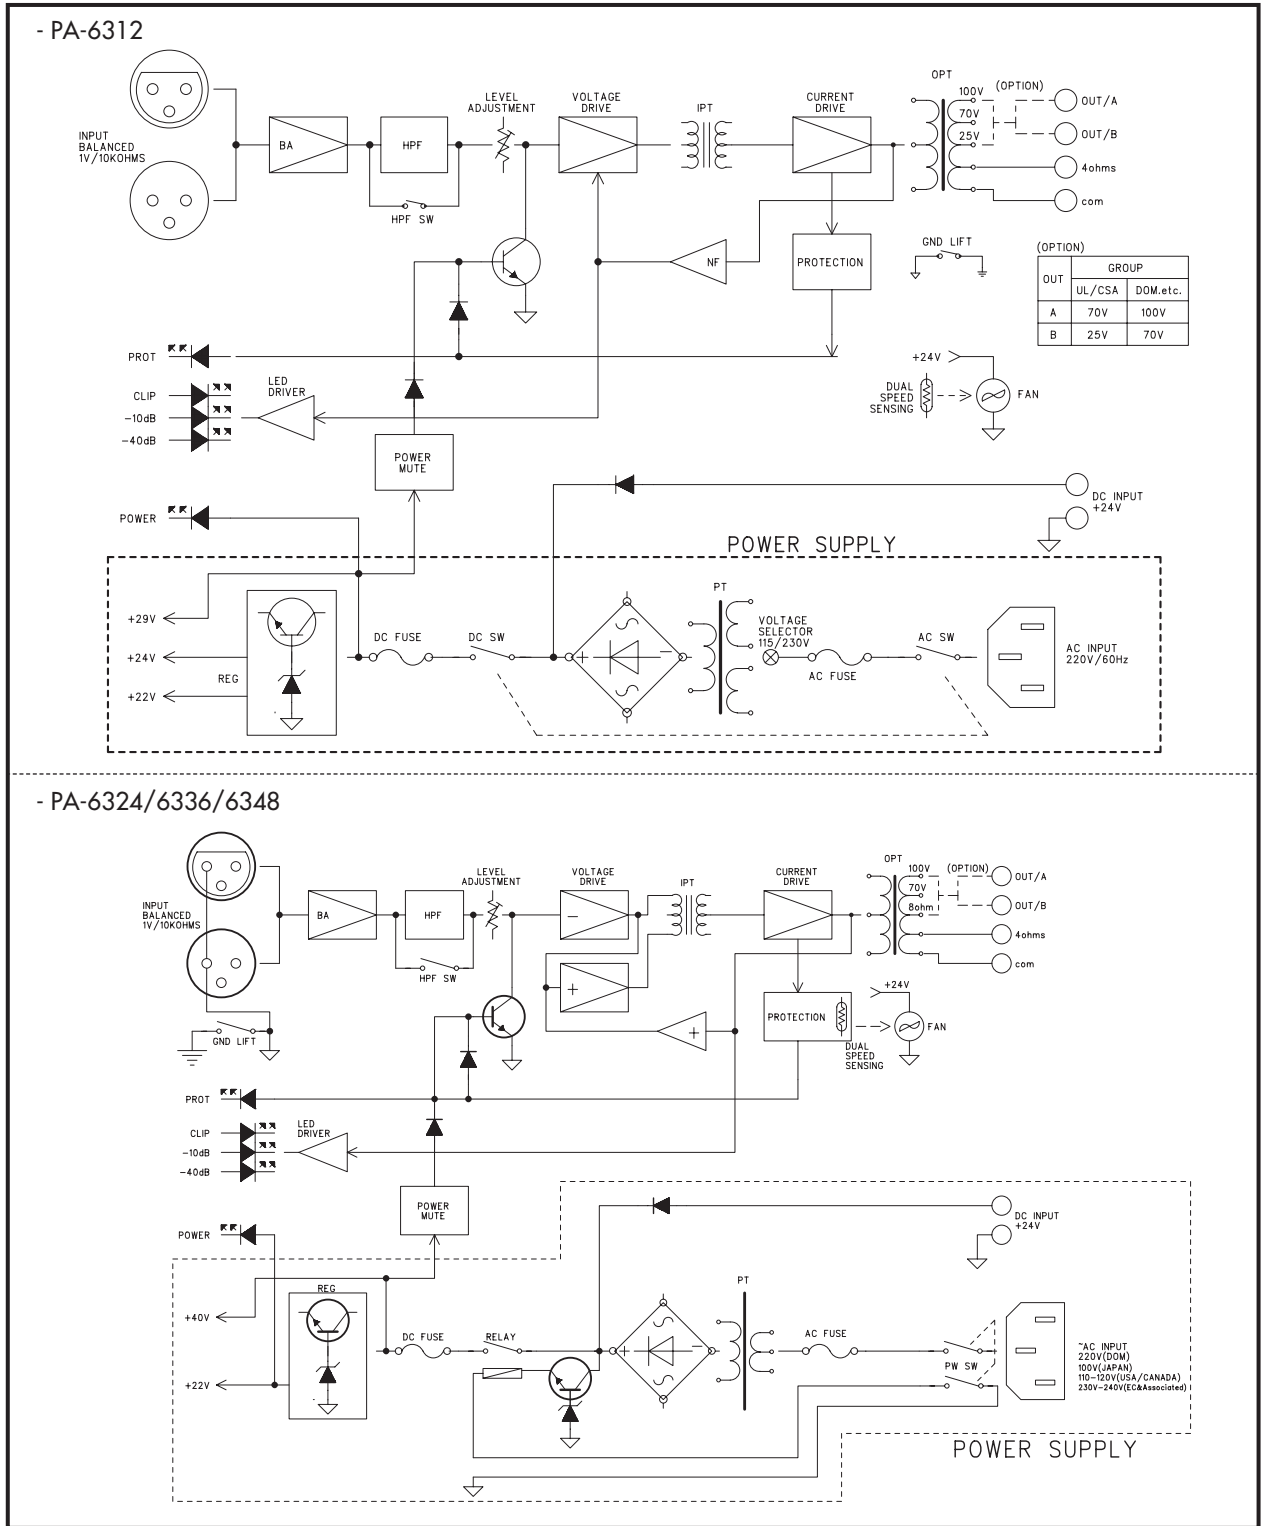 - PA-6312
INPUT
BALANCED
1V/10KOHMS
BA
HPF
HPF SW
LEVEL
ADJUSTMENT
VOLTAGE
DRIVE
IPT
CURRENT
DRIVE
OPT
100V
70V
25V
(OPTION)
OUT/A
OUT/B
4ohms
com
NF
PROTECTION
GND LIFT
(OPTION)
OUT
GROUP
UL/CSA
DOM.etc.
A
70V
100V
B
25V
70V
PROT
CLIP
-10dB
-40dB
LED
DRIVER
+24V
DUAL
SPEED
SENSING
FAN
POWER
MUTE
POWER
DC INPUT
+24V
POWER SUPPLY
+29V
+24V
+22V
REG
DC FUSE
DC SW
+
-
PT
VOLTAGE
SELECTOR
115/230V
AC FUSE
AC SW
AC INPUT
220V/60Hz
- PA-6324/6336/6348
INPUT
BALANCED
1V/10KOHMS
BA
HPF
HPF SW
LEVEL
ADJUSTMENT
VOLTAGE
DRIVE
-
+
IPT
CURRENT
DRIVE
OPT
100V
70V
8ohm
(OPTION)
OUT/A
OUT/B
4ohms
com
GND LIFT
+
PROTECTION
+24V
FAN
DUAL
SPEED
SENSING
PROT
CLIP
-10dB
-40dB
LED
DRIVER
POWER
MUTE
POWER
DC INPUT
+24V
REG
+40V
+22V
DC FUSE
RELAY
+
-
PT
AC FUSE
PW SW
~AC INPUT
220V(DOM)
100V(JAPAN)
110-120V(USA/CANADA)
230V-240V(EC&Associated)
POWER SUPPLY